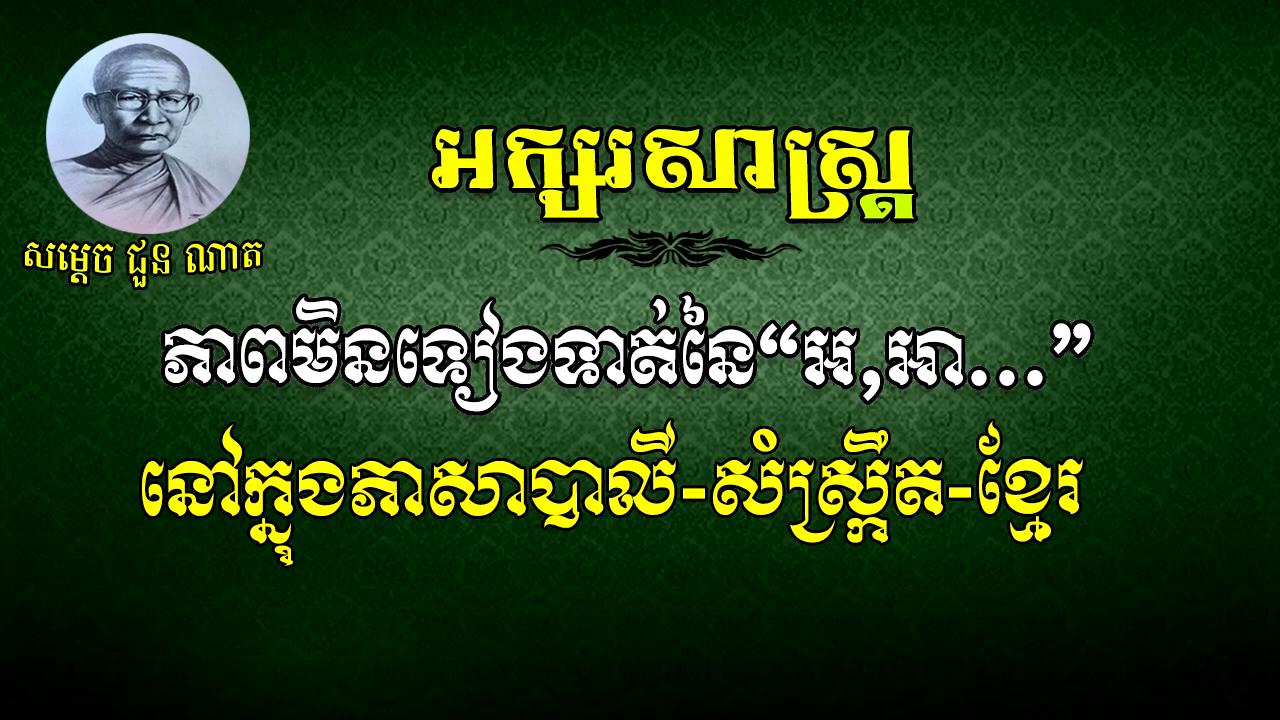 អក្សរសាស្ត្រ
សម្តេច ជួន ណាត
ភាពមិនទៀងទាត់នៃ“អ,អា...”
នៅក្នុងភាសាបាលី-សំស្ក្រឹត-ខ្មែរ